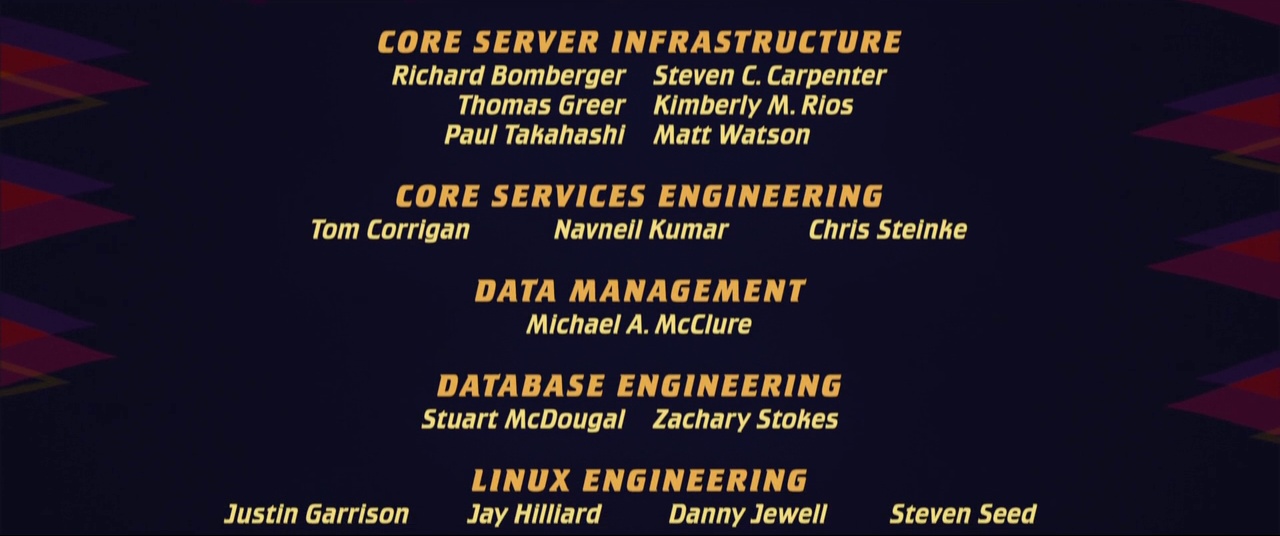 CORE SERVER INFRASTRUCTURE
Richard Bomberger Steven C. Carpenter
Thomas Greer Kimberly M. Rios
Paul Takahashi Matt Watson
CORE SERVICES ENGINEERING
Tom Corrigan Navneil Kumar Chris Steinke
DATA MANAGEMENT
Michael A. McClure
DATABASE ENGINEERING
Stuart McDougal Zachary Stokes
LINUX ENGINEERING
Justin Garrison Jay Hilliard Danny Jewell Steven Seed